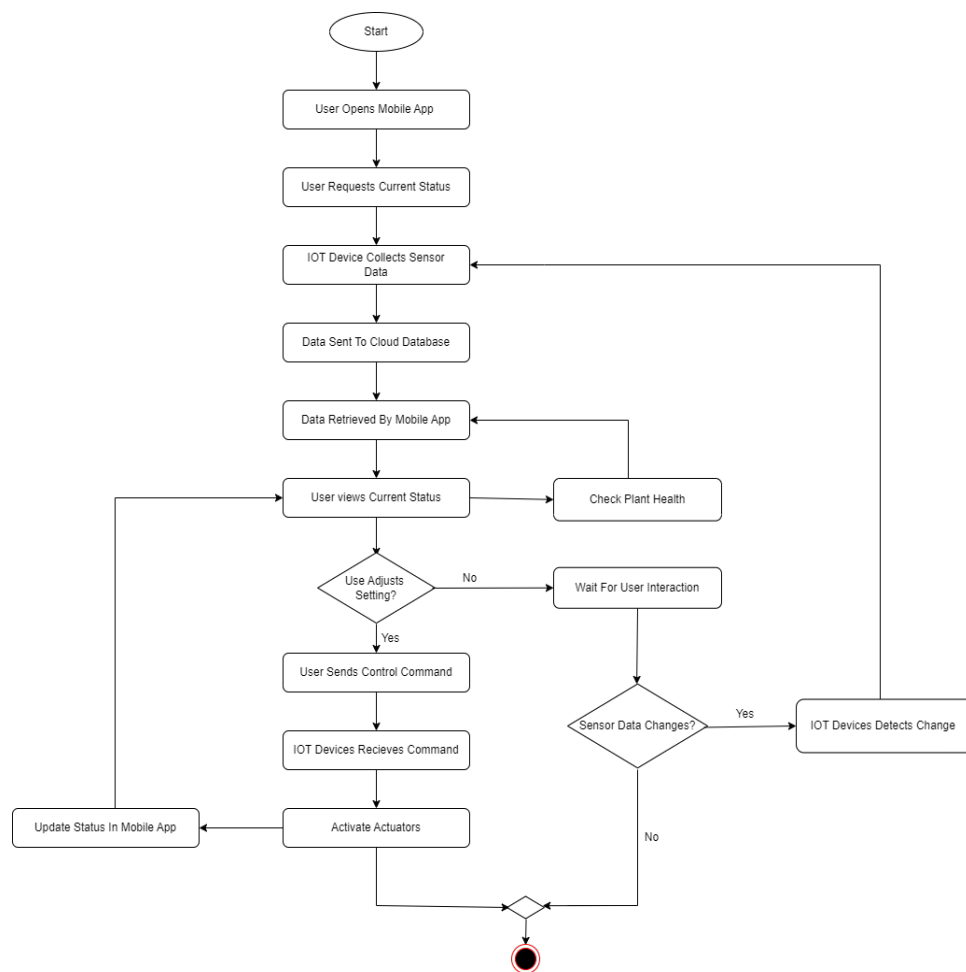 Start
User Opens Mobile App
User Requests Current Status
IOT Device Collects Sensor
Data
Data Sent To Cloud Database
Data Retrieved By Mobile App
User views Current Status
Check Plant Health
Use Adjusts
Setting?
No
Wait For User Interaction
Yes
User Sends Control Command
Sensor Data Changes?
Yes
IOT Devices Detects Change
IOT Devices Recieves Command
Update Status In Mobile App
Activate Actuators
No